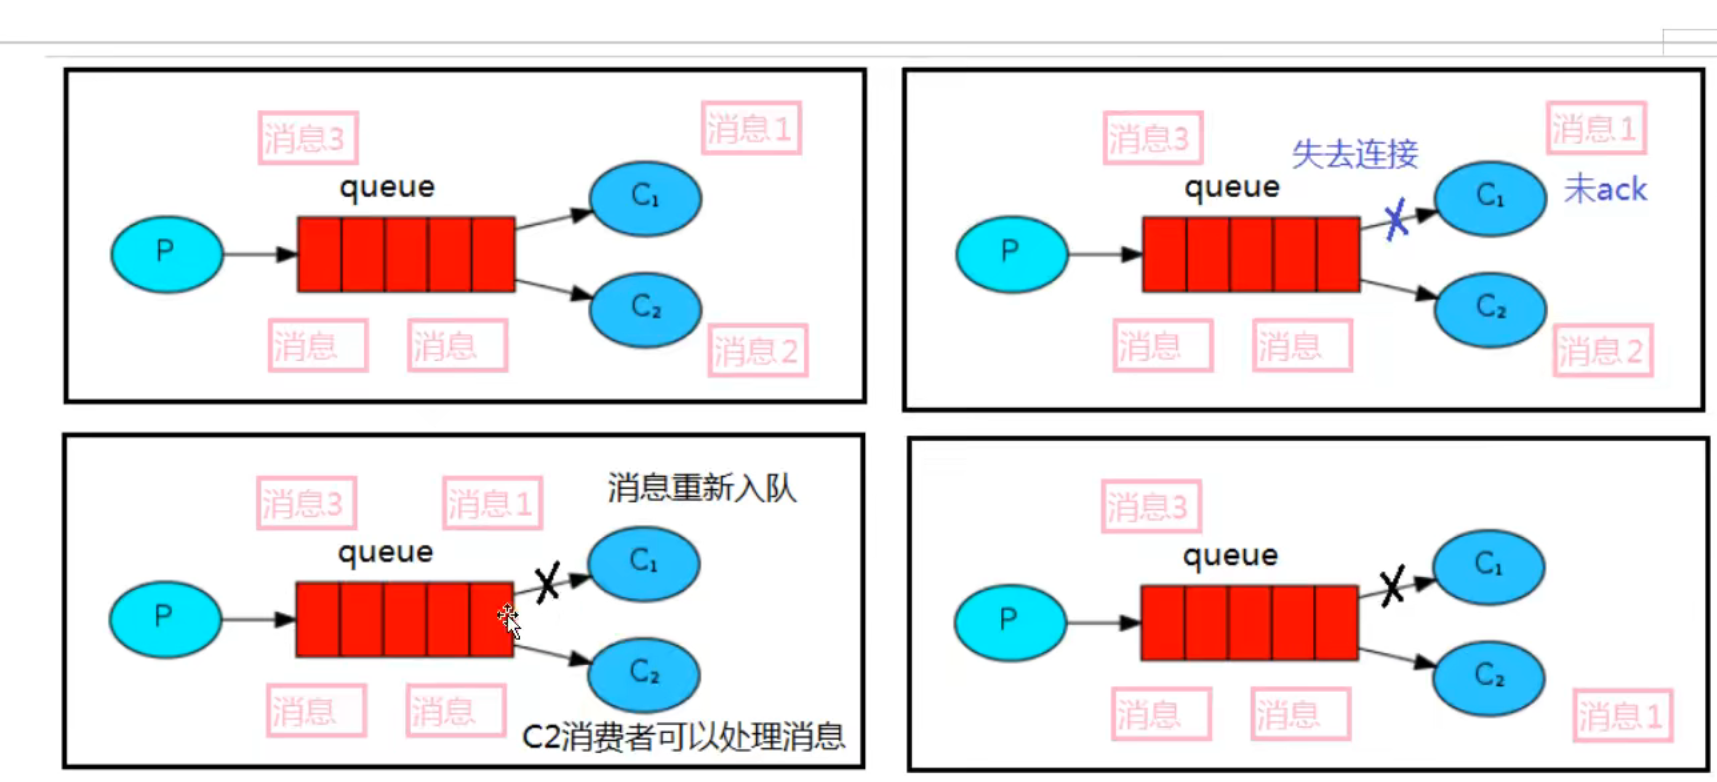 消息3
消息1
queue
C₁
P
C₂
消息
消息
消息2
消息3
失去连接
消息1
未ack
queue
C₁
P
C₂
消息
消息
消息2
消息3
消息1
消息重新入队
queue
C₁
P
C₂
消息
消息
C2消费者可以处理消息
消息3
queue
C₁
P
C₂
消息
消息
消息1